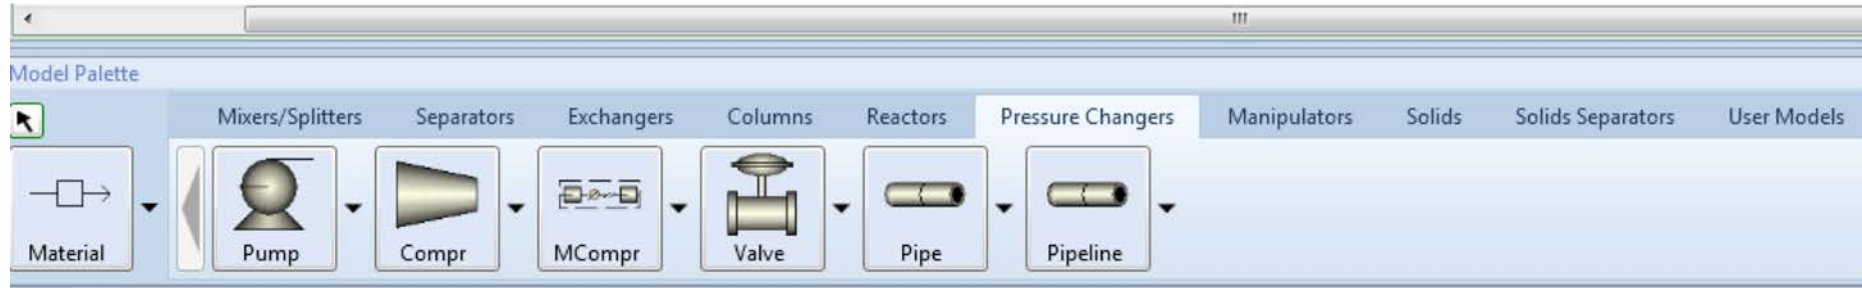 Model Palette
Mixers/Splitters Separators Exchangers Columns Reactors Pressure Changers Manipulators Solids Solids Separators User Models
Material Pump Compr MCompr Valve Pipe Pipeline